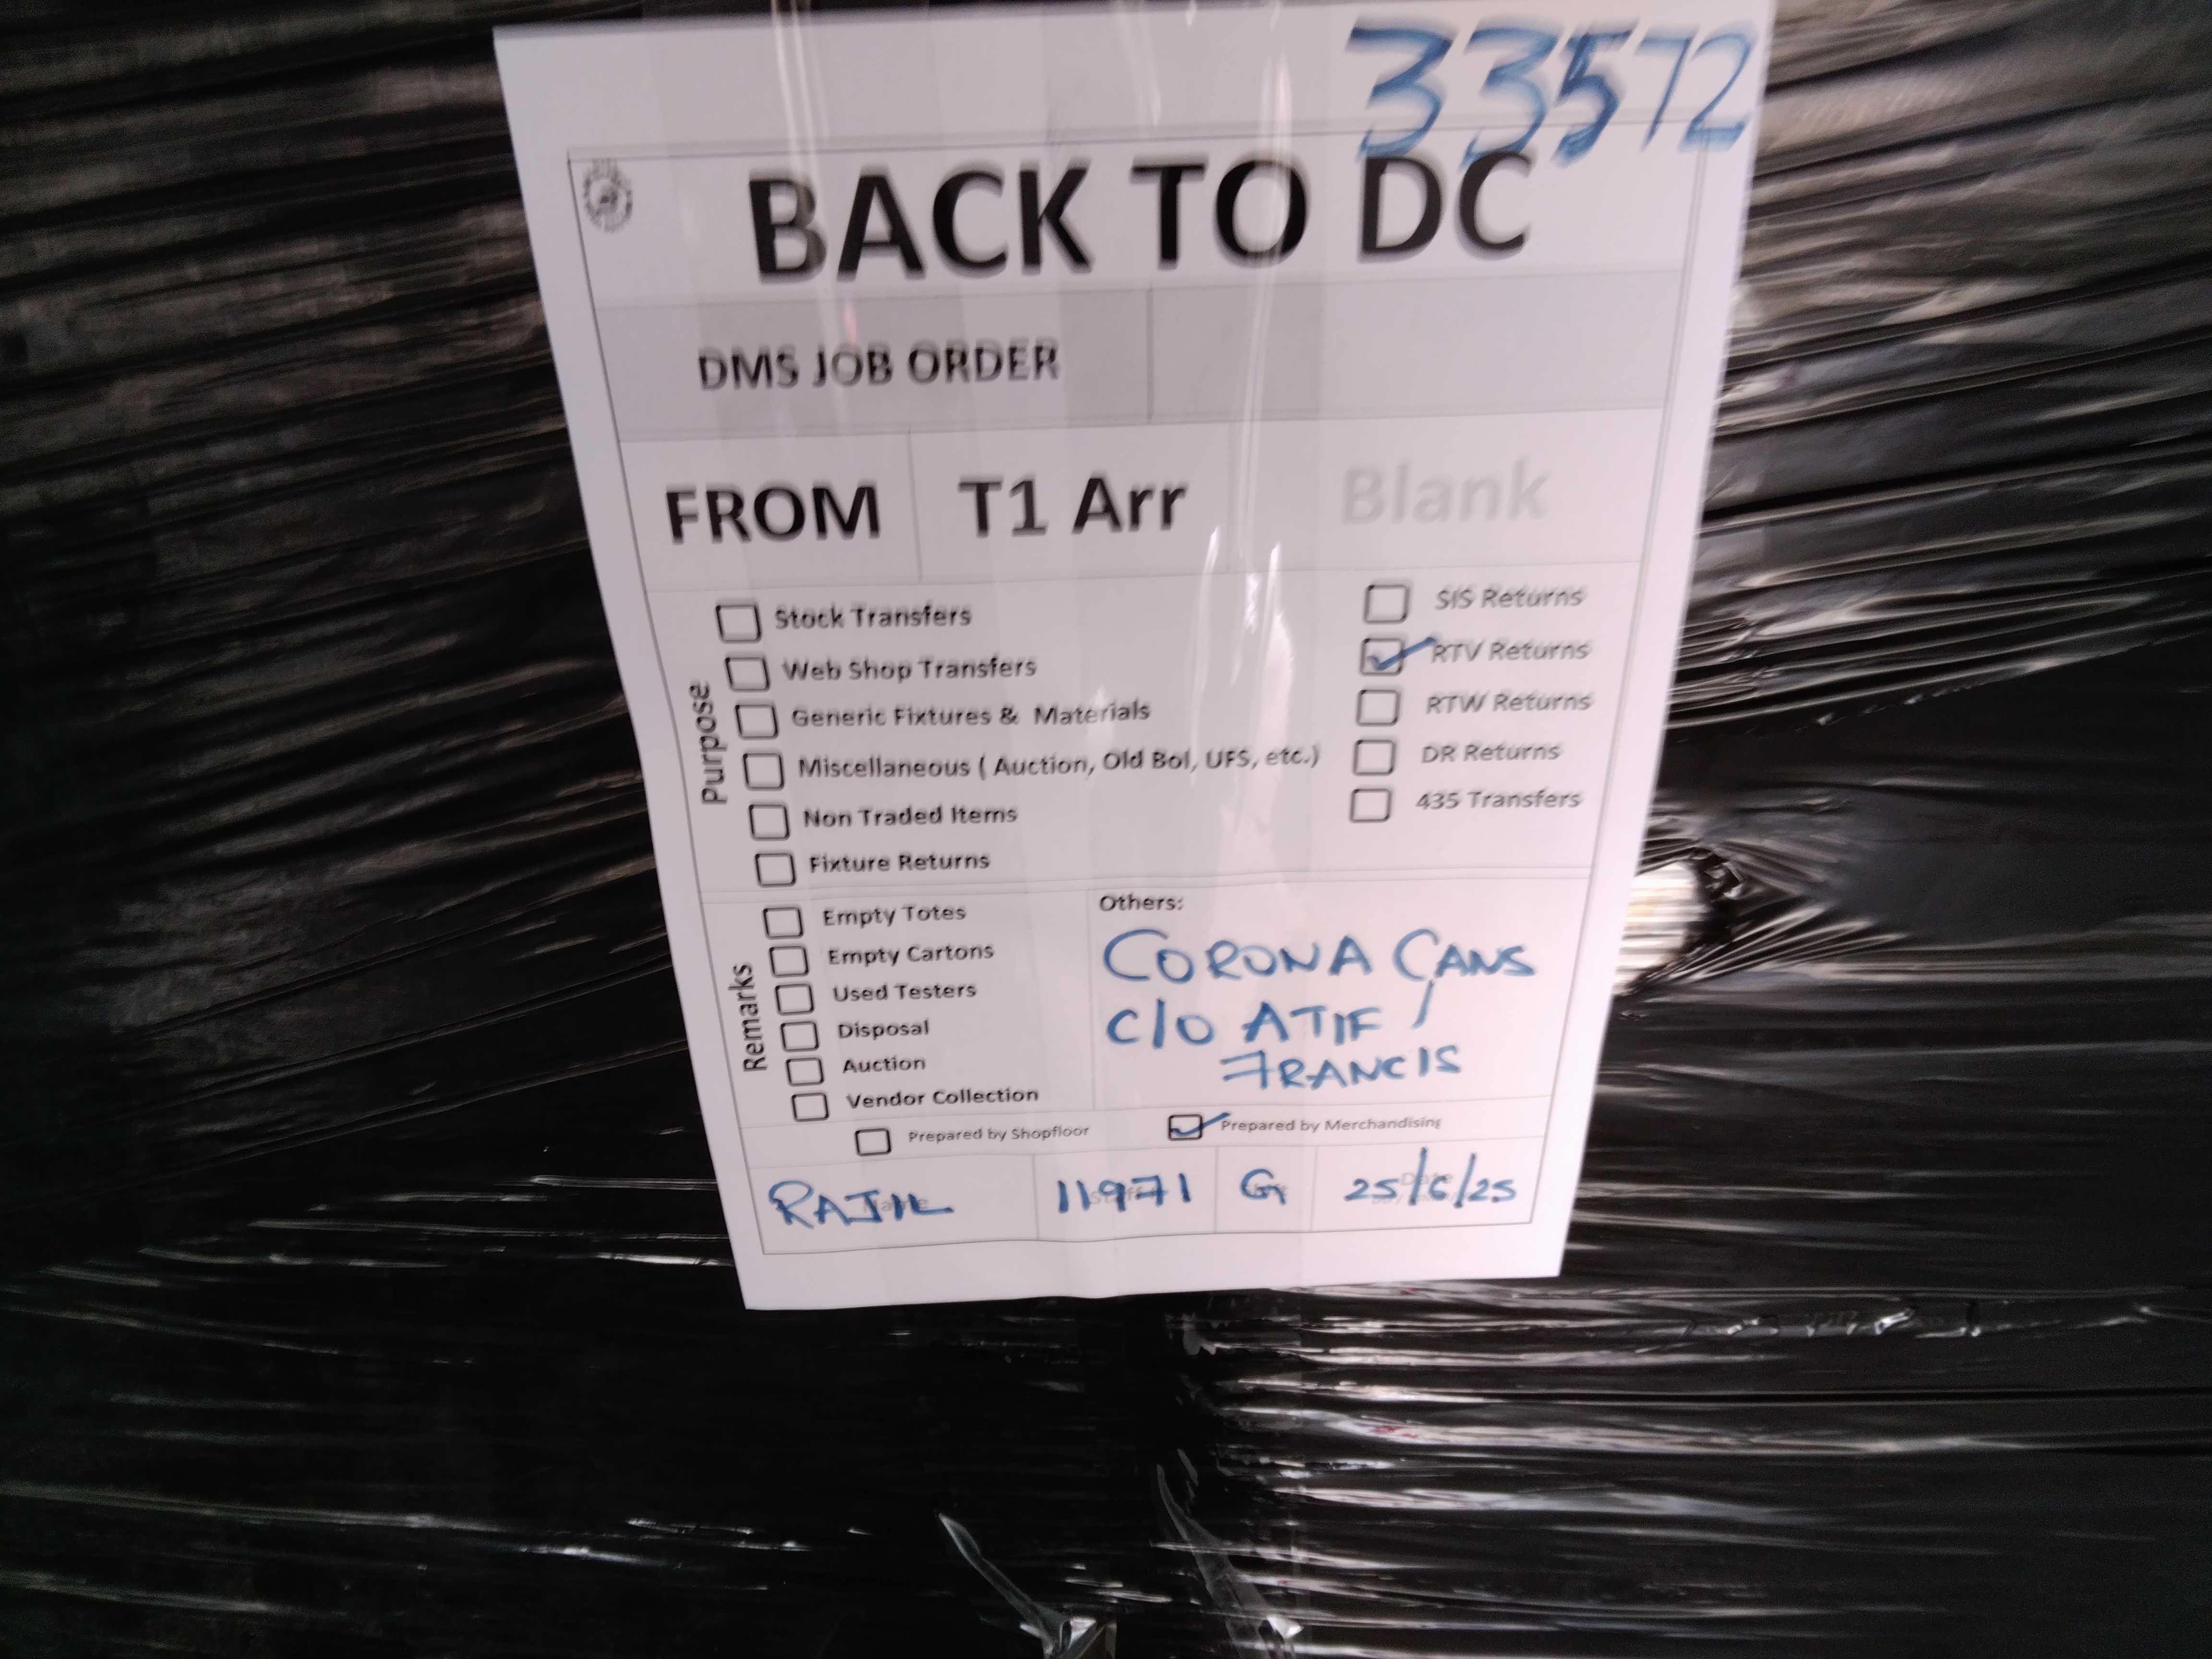 33572
BACK TO DC
DMS JOB ORDER
FROM T1 Arr Blank
Purpose
Stock Transfers
Web Shop Transfers
Generic Fixtures & Materials
Miscellaneous ( Auction, Old Bol, UFS, etc.)
Non Traded Items
Fixture Returns
SIS Returns
RTV Returns
RTW Returns
DR Returns
435 Transfers
Remarks
Empty Totes
Empty Cartons
Used Testers
Disposal
Auction
Vendor Collection
Others:
CORONA CANS
C/O ATIF /
FRANCIS
Prepared by Shopfloor Prepared by Merchandising
RAJIL 11971 G 25/6/25